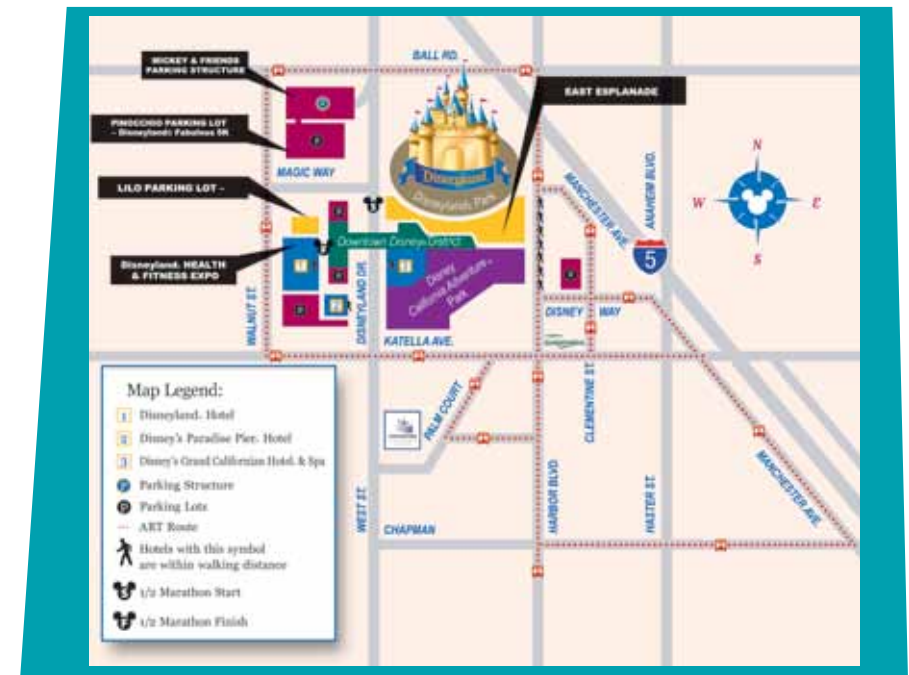 MICKEY & FRIENDS
PARKING STRUCTURE
BALL RD.
EAST ESPLANADE
PINOCCHIO PARKING LOT
– Disneyland® Fabulous 5K
MAGIC WAY
LILO PARKING LOT –
Disneyland
Disneyland Park
MANCHESTER AVE.
ANAHEIM BLVD.
N
W
E
S
5
Downtown Disney District
Disneyland. HEALTH
& FITNESS EXPO
Disney
California Adventure™
Park
WALNUT ST.
DISNEYLAND DR.
DISNEY WAY
KATELLA AVE.
PALM COURT
CLEMENTINE ST.
MANCHESTER AVE.
WEST ST.
HARBOR BLVD
HASTER ST.
CHAPMAN
Map Legend:
1 Disneyland. Hotel
2 Disney's Paradise Pier. Hotel
3 Disney's Grand Californian Hotel. & Spa
P Parking Structure
P Parking Lots
ART Route
Hotels with this symbol
are within walking distance
S 1/2 Marathon Start
F 1/2 Marathon Finish